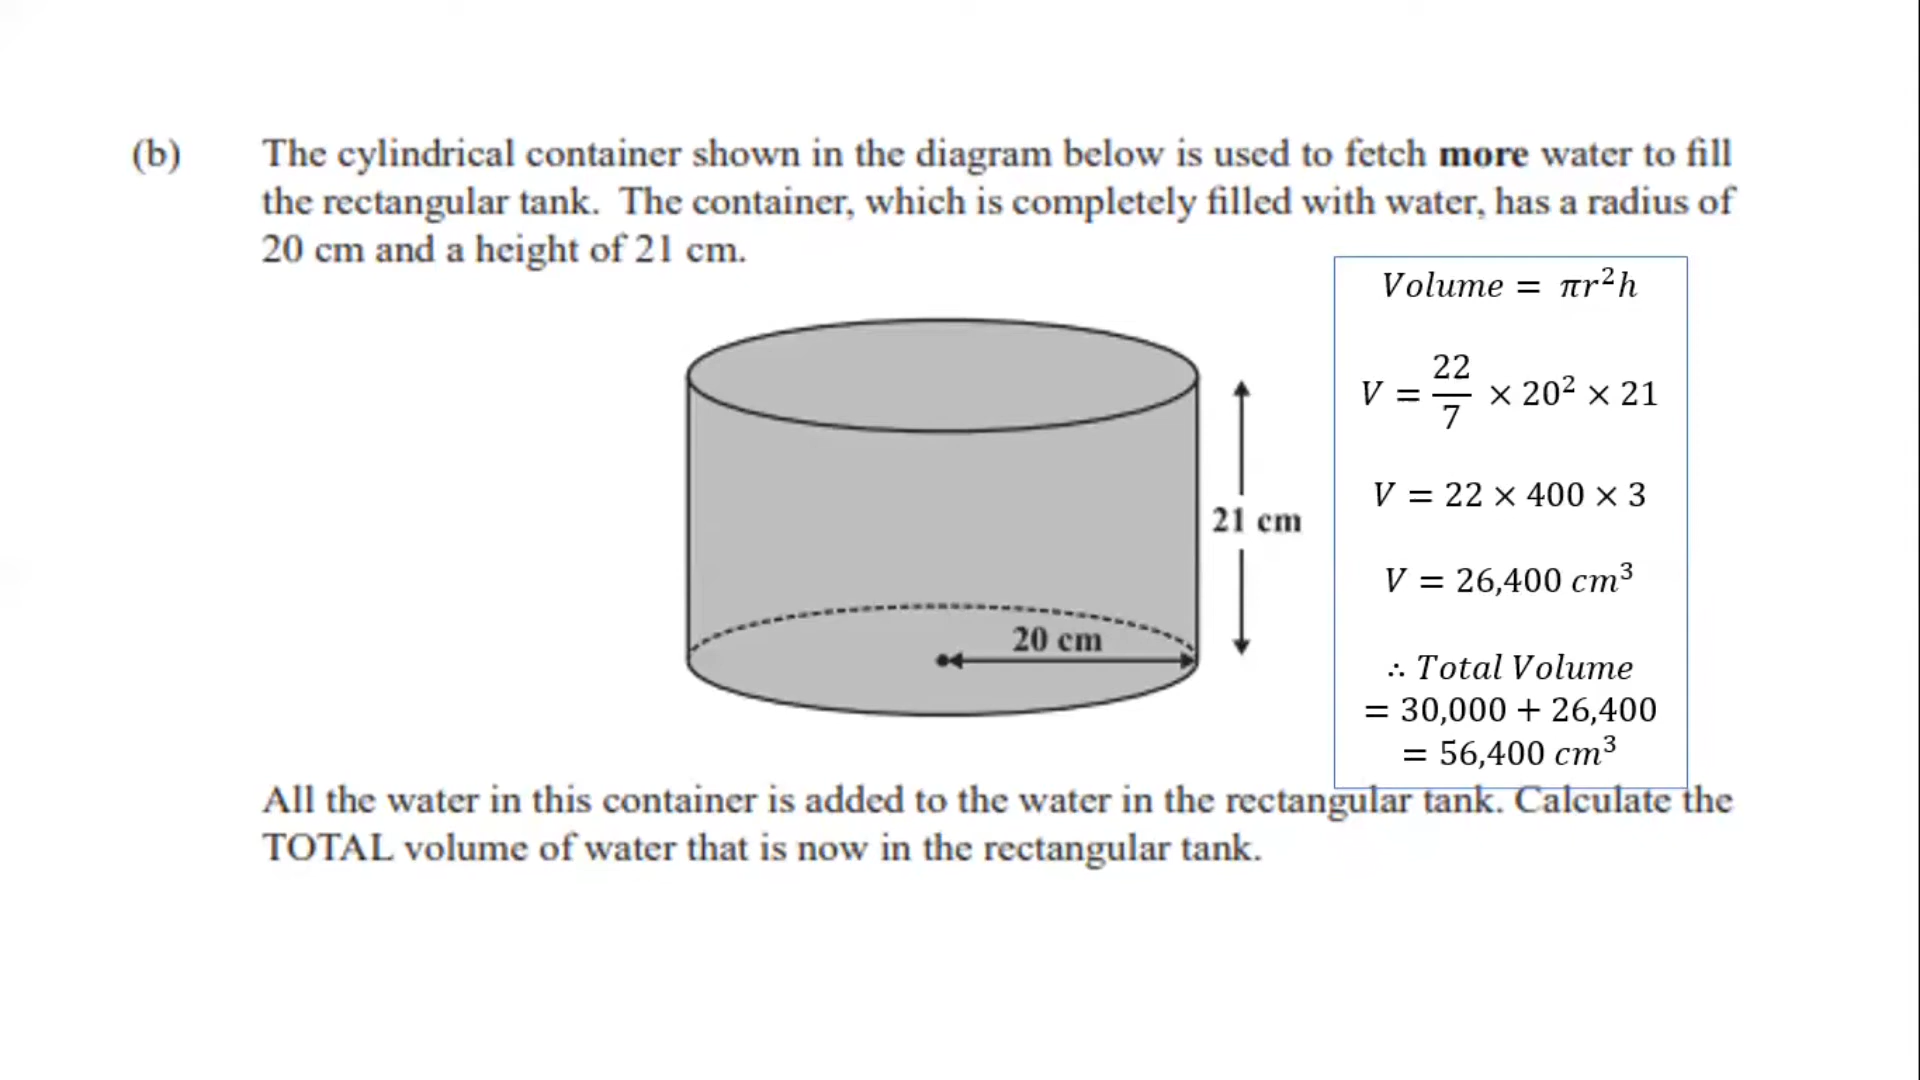 (b) The cylindrical container shown in the diagram below is used to fetch more water to fill
the rectangular tank. The container, which is completely filled with water, has a radius of
20 cm and a height of 21 cm.
Volume = πr²h
V = 22/7 × 20² × 21
V = 22 × 400 × 3
21 cm
V = 26,400 cm³
20 cm
∴ Total Volume
= 30,000 + 26,400
= 56,400 cm³
All the water in this container is added to the water in the rectangular tank. Calculate the
TOTAL volume of water that is now in the rectangular tank.